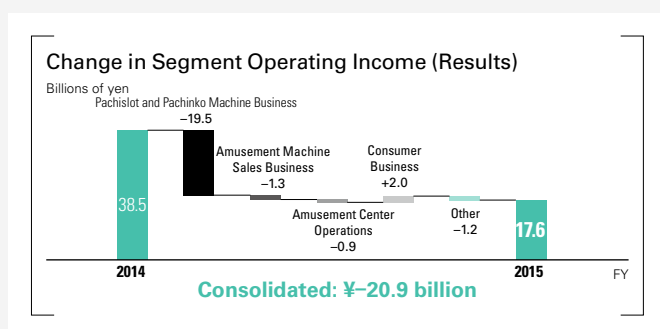 Change in Segment Operating Income (Results)
Billions of yen
Pachislot and Pachinko Machine Business
−19.5
Amusement Machine
Sales Business
−1.3
Consumer
Business
+2.0
38.5
Amusement Center
Operations
−0.9
Other
−1.2
17.6
2014
2015
FY
Consolidated: ¥−20.9 billion